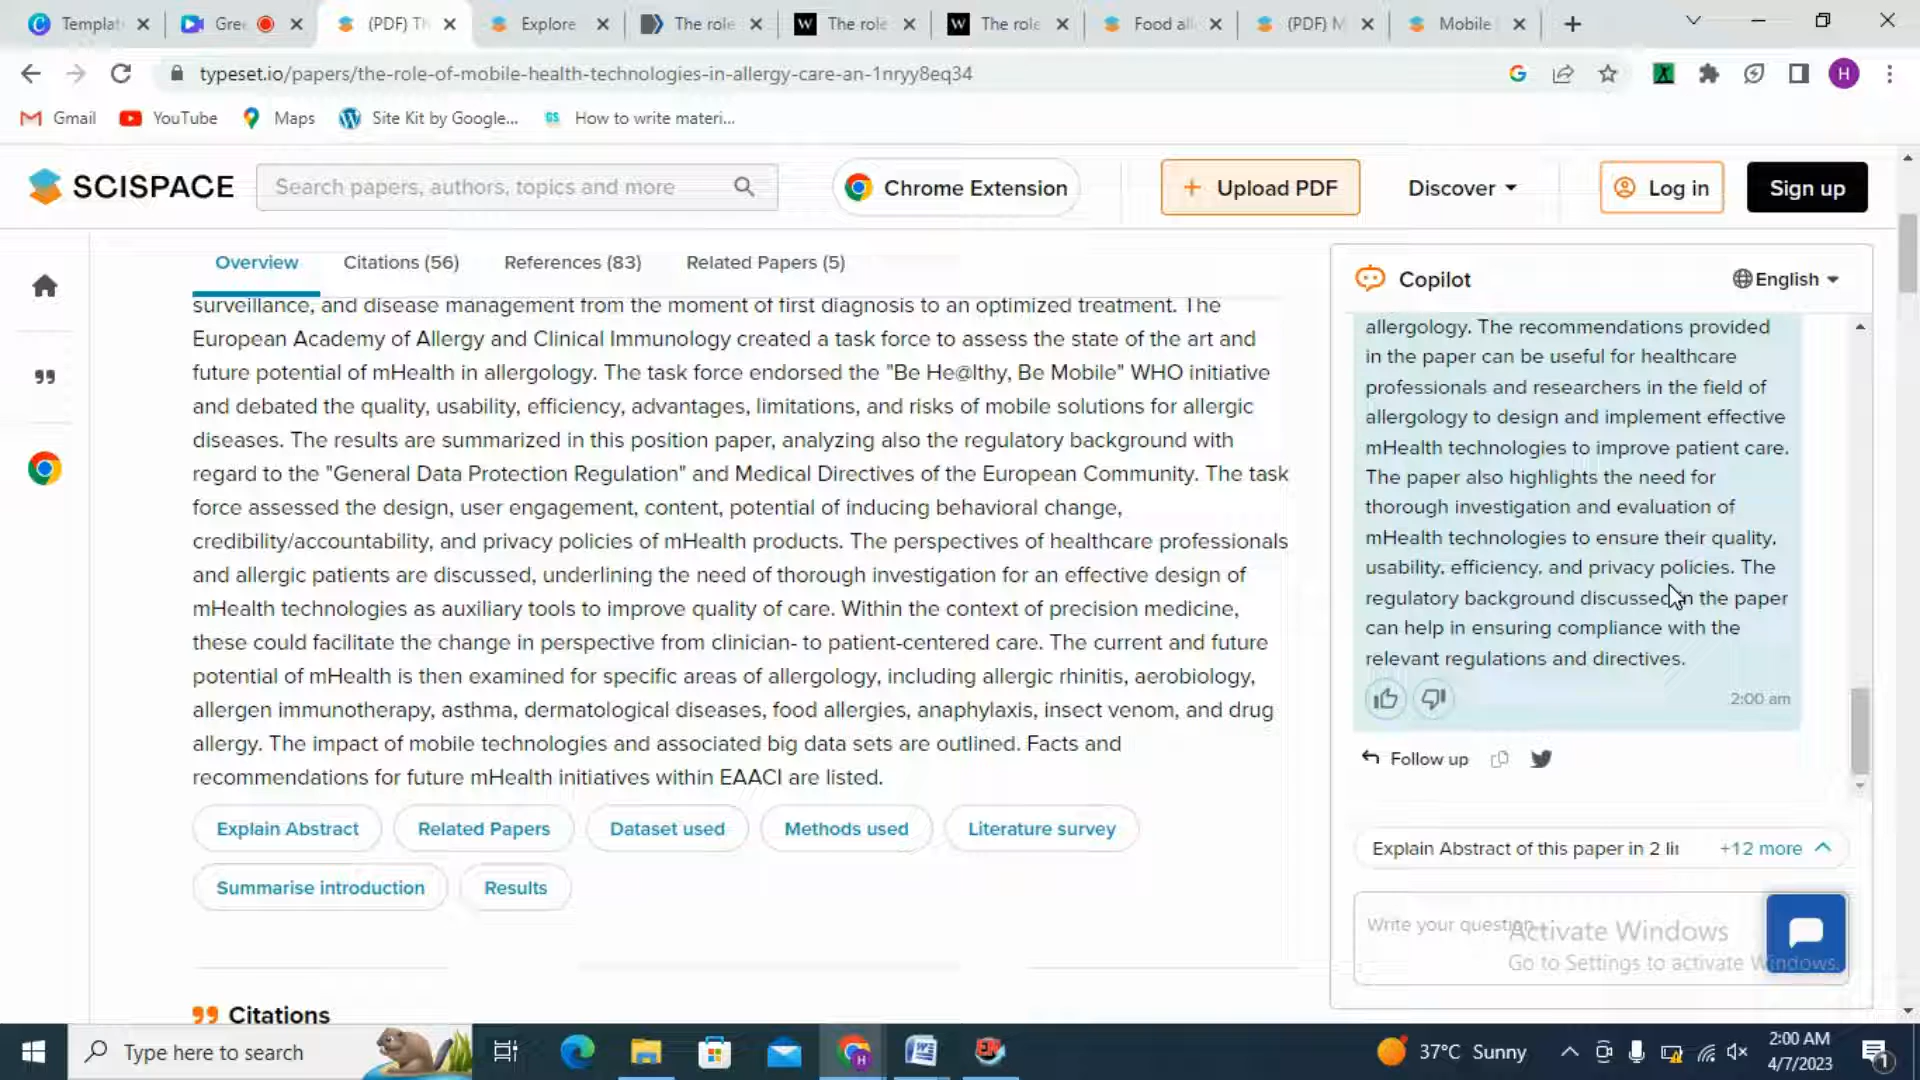 Templat
Gree
(PDF) Th
Explore
The role
The role
The role
Food all
(PDF) M
Mobile
typeset.io/papers/the-role-of-mobile-health-technologies-in-allergy-care-an-1nryy8eq34
H
Gmail
YouTube
Maps
Site Kit by Google...
How to write materi...
SCISPACE
Search papers, authors, topics and more
Chrome Extension
+ Upload PDF
Discover
Log in
Sign up
Overview
Citations (56)
References (83)
Related Papers (5)
surveillance, and disease management from the moment of first diagnosis to an optimized treatment. The
European Academy of Allergy and Clinical Immunology created a task force to assess the state of the art and
future potential of mHealth in allergology. The task force endorsed the "Be He@lthy, Be Mobile" WHO initiative
and debated the quality, usability, efficiency, advantages, limitations, and risks of mobile solutions for allergic
diseases. The results are summarized in this position paper, analyzing also the regulatory background with
regard to the "General Data Protection Regulation" and Medical Directives of the European Community. The task
force assessed the design, user engagement, content, potential of inducing behavioral change,
credibility/accountability, and privacy policies of mHealth products. The perspectives of healthcare professionals
and allergic patients are discussed, underlining the need of thorough investigation for an effective design of
mHealth technologies as auxiliary tools to improve quality of care. Within the context of precision medicine,
these could facilitate the change in perspective from clinician- to patient-centered care. The current and future
potential of mHealth is then examined for specific areas of allergology, including allergic rhinitis, aerobiology,
allergen immunotherapy, asthma, dermatological diseases, food allergies, anaphylaxis, insect venom, and drug
allergy. The impact of mobile technologies and associated big data sets are outlined. Facts and
recommendations for future mHealth initiatives within EAACI are listed.
Explain Abstract
Related Papers
Dataset used
Methods used
Literature survey
Summarise introduction
Results
Citations
Copilot
English
allergology. The recommendations provided
in the paper can be useful for healthcare
professionals and researchers in the field of
allergology to design and implement effective
mHealth technologies to improve patient care.
The paper also highlights the need for
thorough investigation and evaluation of
mHealth technologies to ensure their quality,
usability, efficiency, and privacy policies. The
regulatory background discussed in the paper
can help in ensuring compliance with the
relevant regulations and directives.
2:00 am
Follow up
Explain Abstract of this paper in 2 lin
+12 more
Write your question
Activate Windows
Go to Settings to activate Windows.
Type here to search
37°C Sunny
2:00 AM
4/7/2023
1